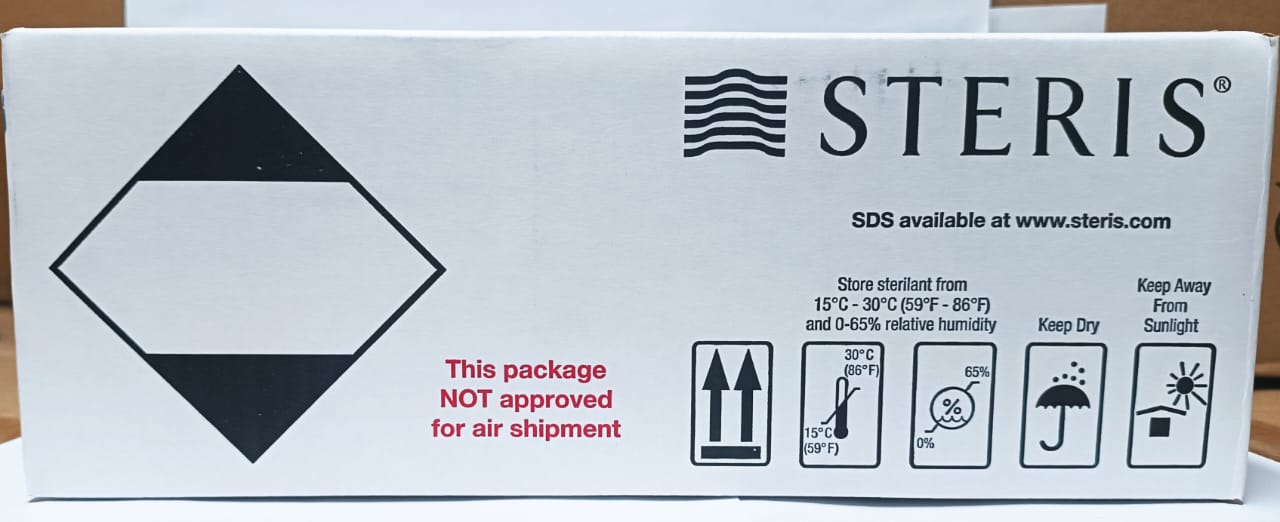 STERIS®
SDS available at www.steris.com
Store sterilant from
15°C - 30°C (59°F - 86°F)
and 0-65% relative humidity
Keep Dry
Keep Away
From
Sunlight
30°C
(86°F)
15°C
(59°F)
65%
%
0%
This package
NOT approved
for air shipment